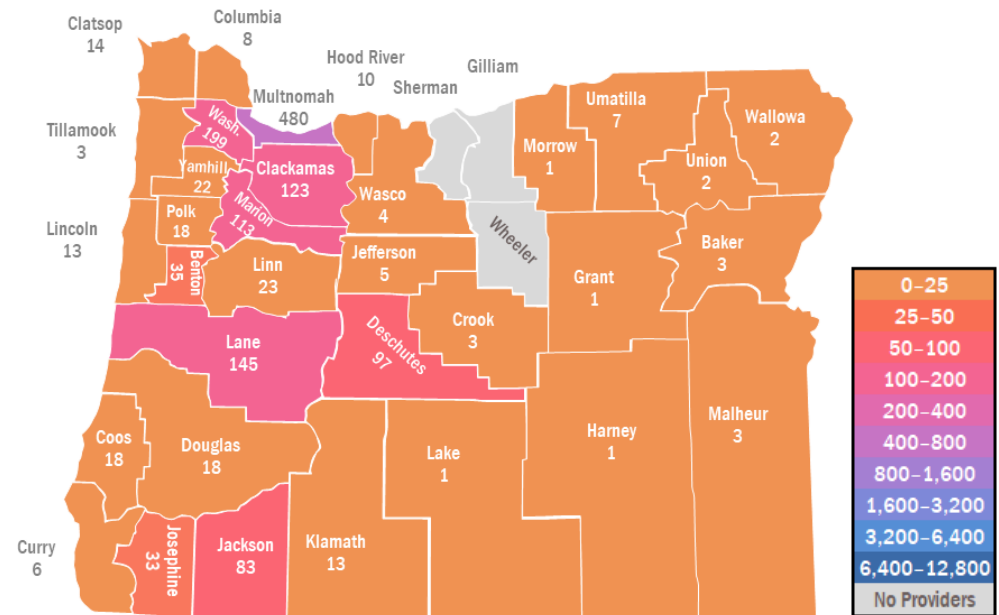 Clatsop
14
Columbia
8
Hood River
10
Sherman
Gilliam
Multnomah
480
Tillamook
3
Wash.
199
Yamhill
22
Clackamas
123
Marion
113
Wasco
4
Morrow
1
Umatilla
7
Union
2
Wallowa
2
Lincoln
13
Polk
18
Benton
35
Linn
23
Jefferson
5
Wheeler
Grant
1
Baker
3
Lane
145
Deschutes
97
Crook
3
Coos
18
Douglas
18
Lake
1
Harney
1
Malheur
3
Curry
6
Josephine
33
Jackson
83
Klamath
13
0–25
25–50
50–100
100–200
200–400
400–800
800–1,600
1,600–3,200
3,200–6,400
6,400–12,800
No Providers